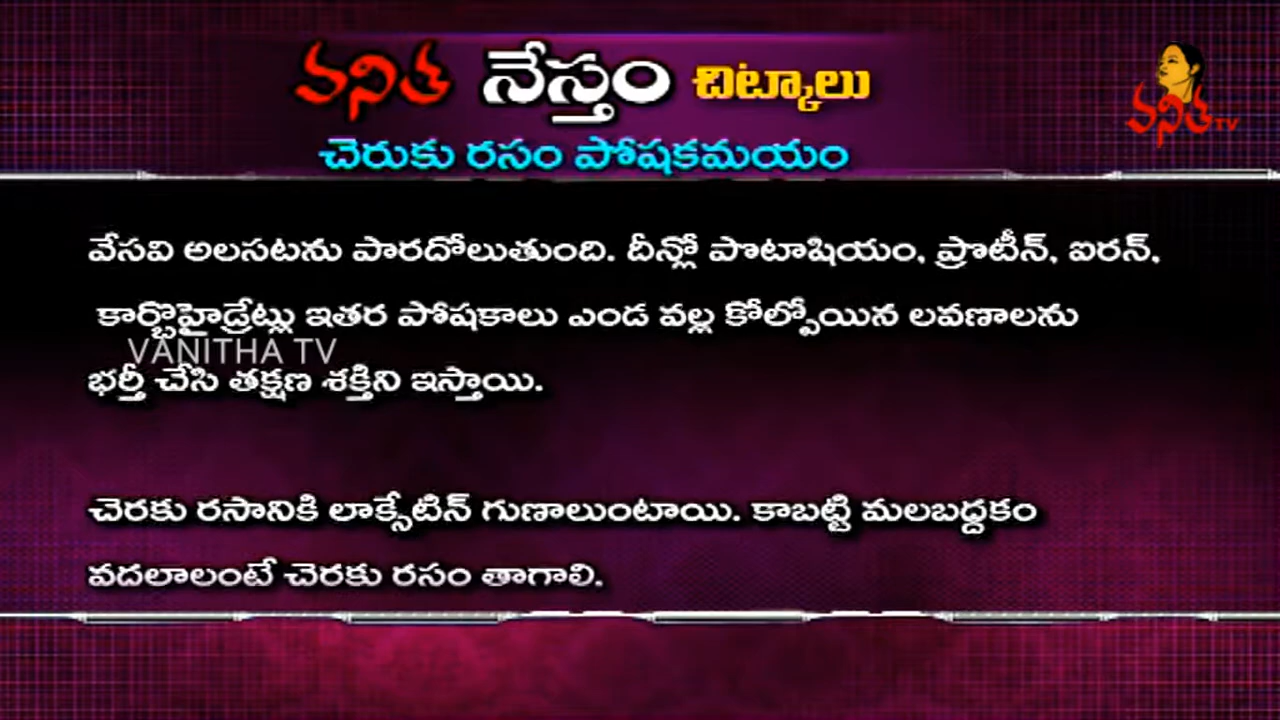 వనిత నేస్తం చిట్కాలు
వనిత TV
చెరుకు రసం పోషకమయం
వేసవి అలసటను పారదోలుతుంది. దీన్లో పొటాషియం, ప్రొటీన్, ఐరన్,
కార్బొహైడ్రేట్లు ఇతర పోషకాలు ఎండ వల్ల కోల్పోయిన లవణాలను
VANITHA TV
భర్తీ చేసి తక్షణ శక్తిని ఇస్తాయి.
చెరకు రసానికి లాక్సేటిన్ గుణాలుంటాయి. కాబట్టి మలబద్దకం
వదలాలంటే చెరకు రసం తాగాలి.